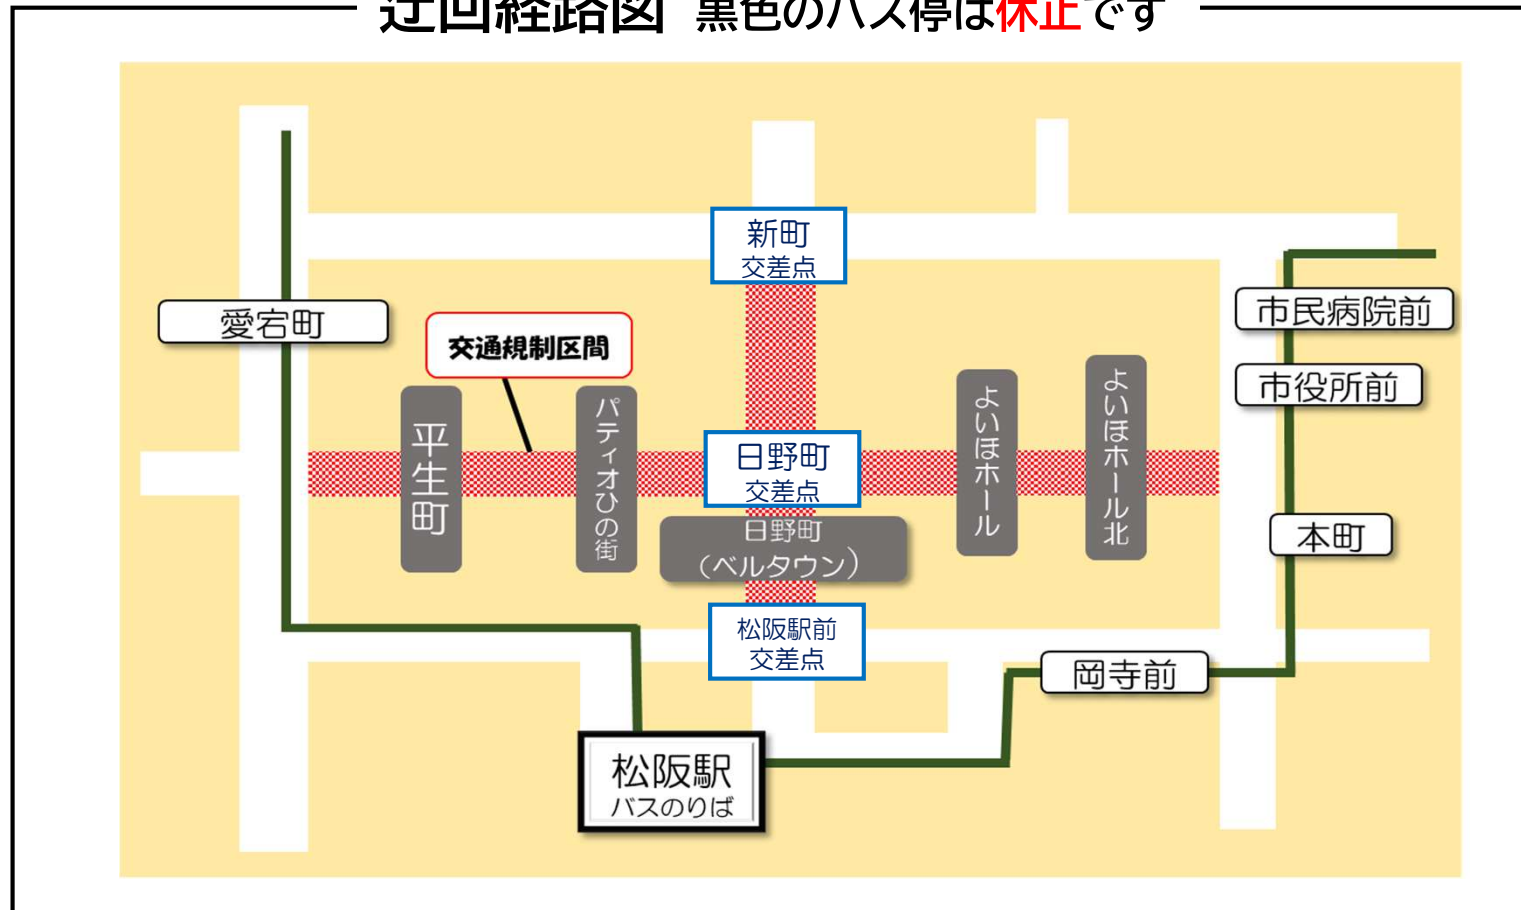 迂回経路図 黒色のバス停は休止です
新町
交差点
愛宕町
交通規制区間
市民病院前
市役所前
平生町
パティオひの街
日野町
交差点
よいほホール
よいほホール北
日野町
(ベルタウン)
本町
松阪駅前
交差点
岡寺前
松阪駅
バスのりば